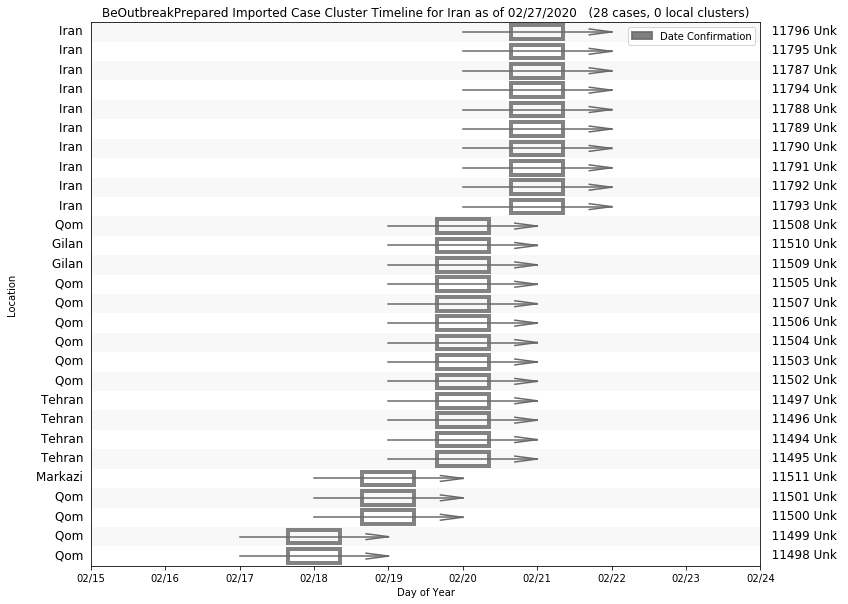 BeOutbreakPrepared Imported Case Cluster Timeline for Iran as of 02/27/2020   (28 cases, 0 local clusters)
Date Confirmation
Iran 11796 Unk
Iran 11795 Unk
Iran 11787 Unk
Iran 11794 Unk
Iran 11788 Unk
Iran 11789 Unk
Iran 11790 Unk
Iran 11791 Unk
Iran 11792 Unk
Iran 11793 Unk
Qom 11508 Unk
Gilan 11510 Unk
Gilan 11509 Unk
Qom 11505 Unk
Qom 11507 Unk
Qom 11506 Unk
Qom 11504 Unk
Qom 11503 Unk
Qom 11502 Unk
Tehran 11497 Unk
Tehran 11496 Unk
Tehran 11494 Unk
Tehran 11495 Unk
Markazi 11511 Unk
Qom 11501 Unk
Qom 11500 Unk
Qom 11499 Unk
Qom 11498 Unk
Location
02/15 02/16 02/17 02/18 02/19 02/20 02/21 02/22 02/23 02/24
Day of Year